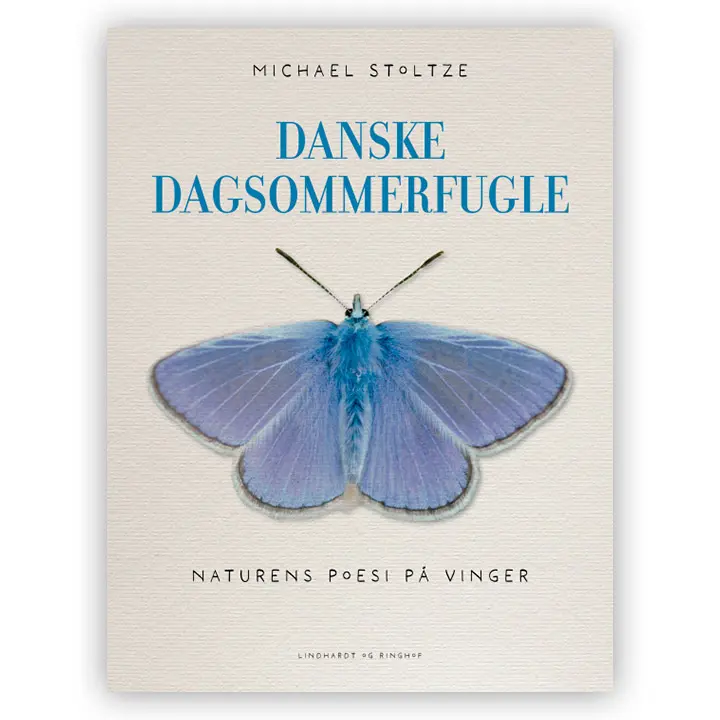 MICHAEL STOLTZE
DANSKE
DAGSOMMERFUGLE
NATURENS POESI PÅ VINGER
LINDHARDT OG RINGHOF